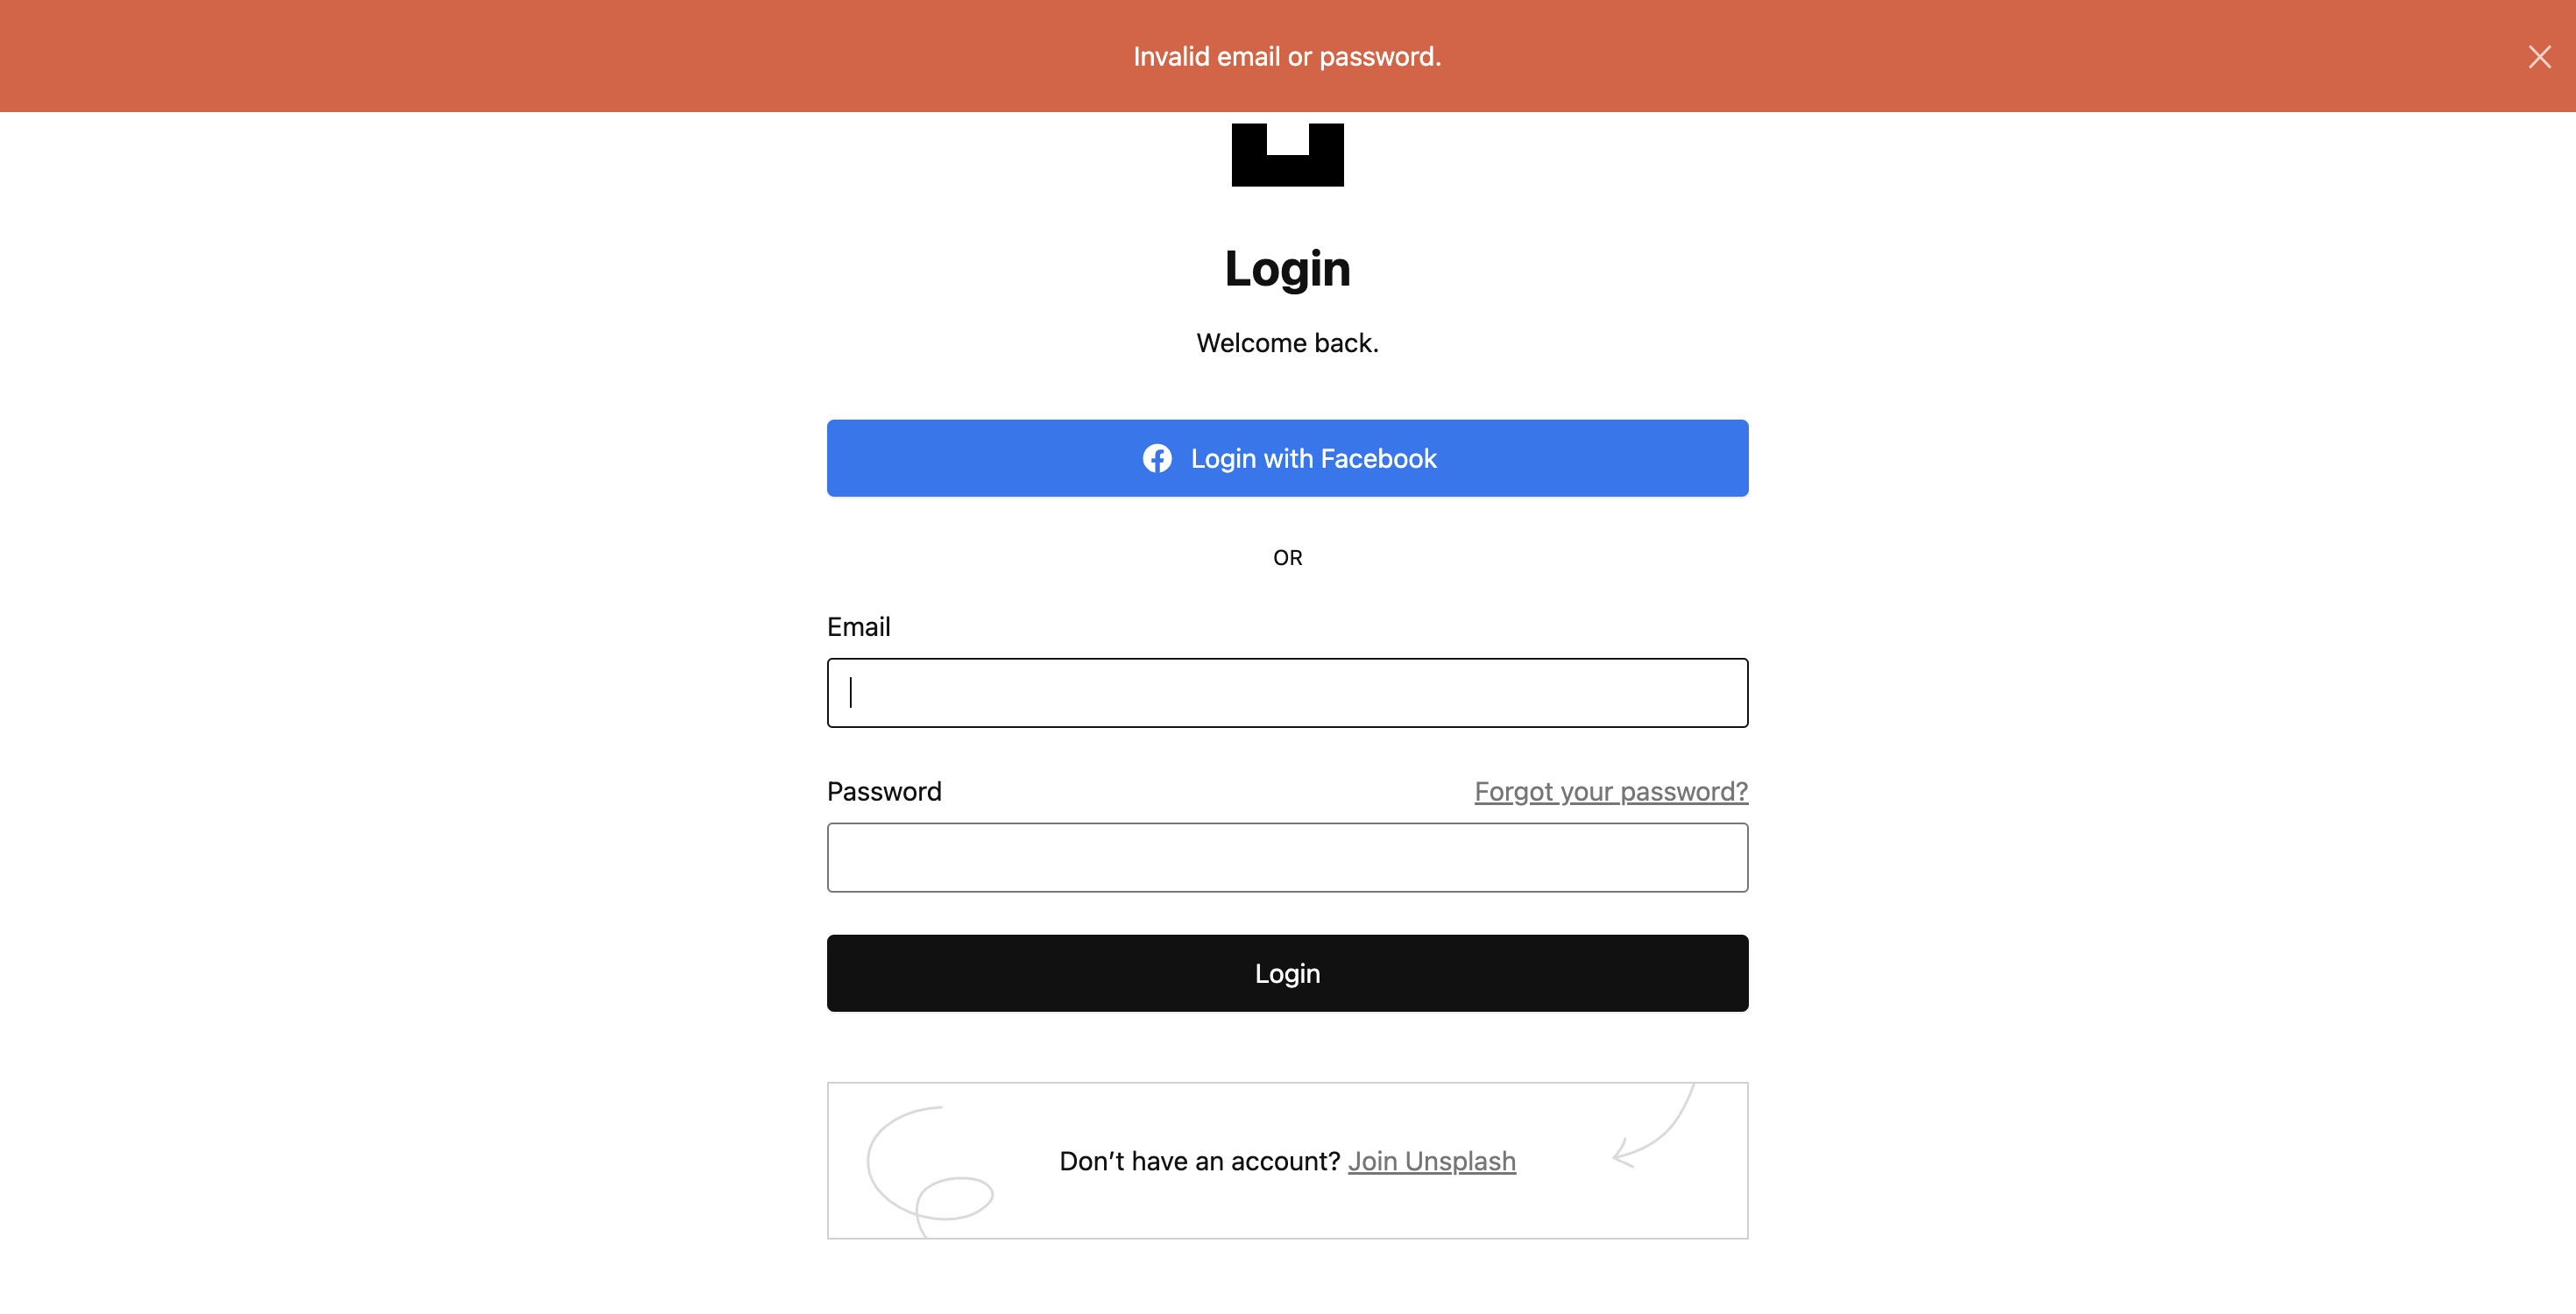 Invalid email or password.
Login
Welcome back.
Login with Facebook
OR
Email
Password
Forgot your password?
Login
Don’t have an account? Join Unsplash